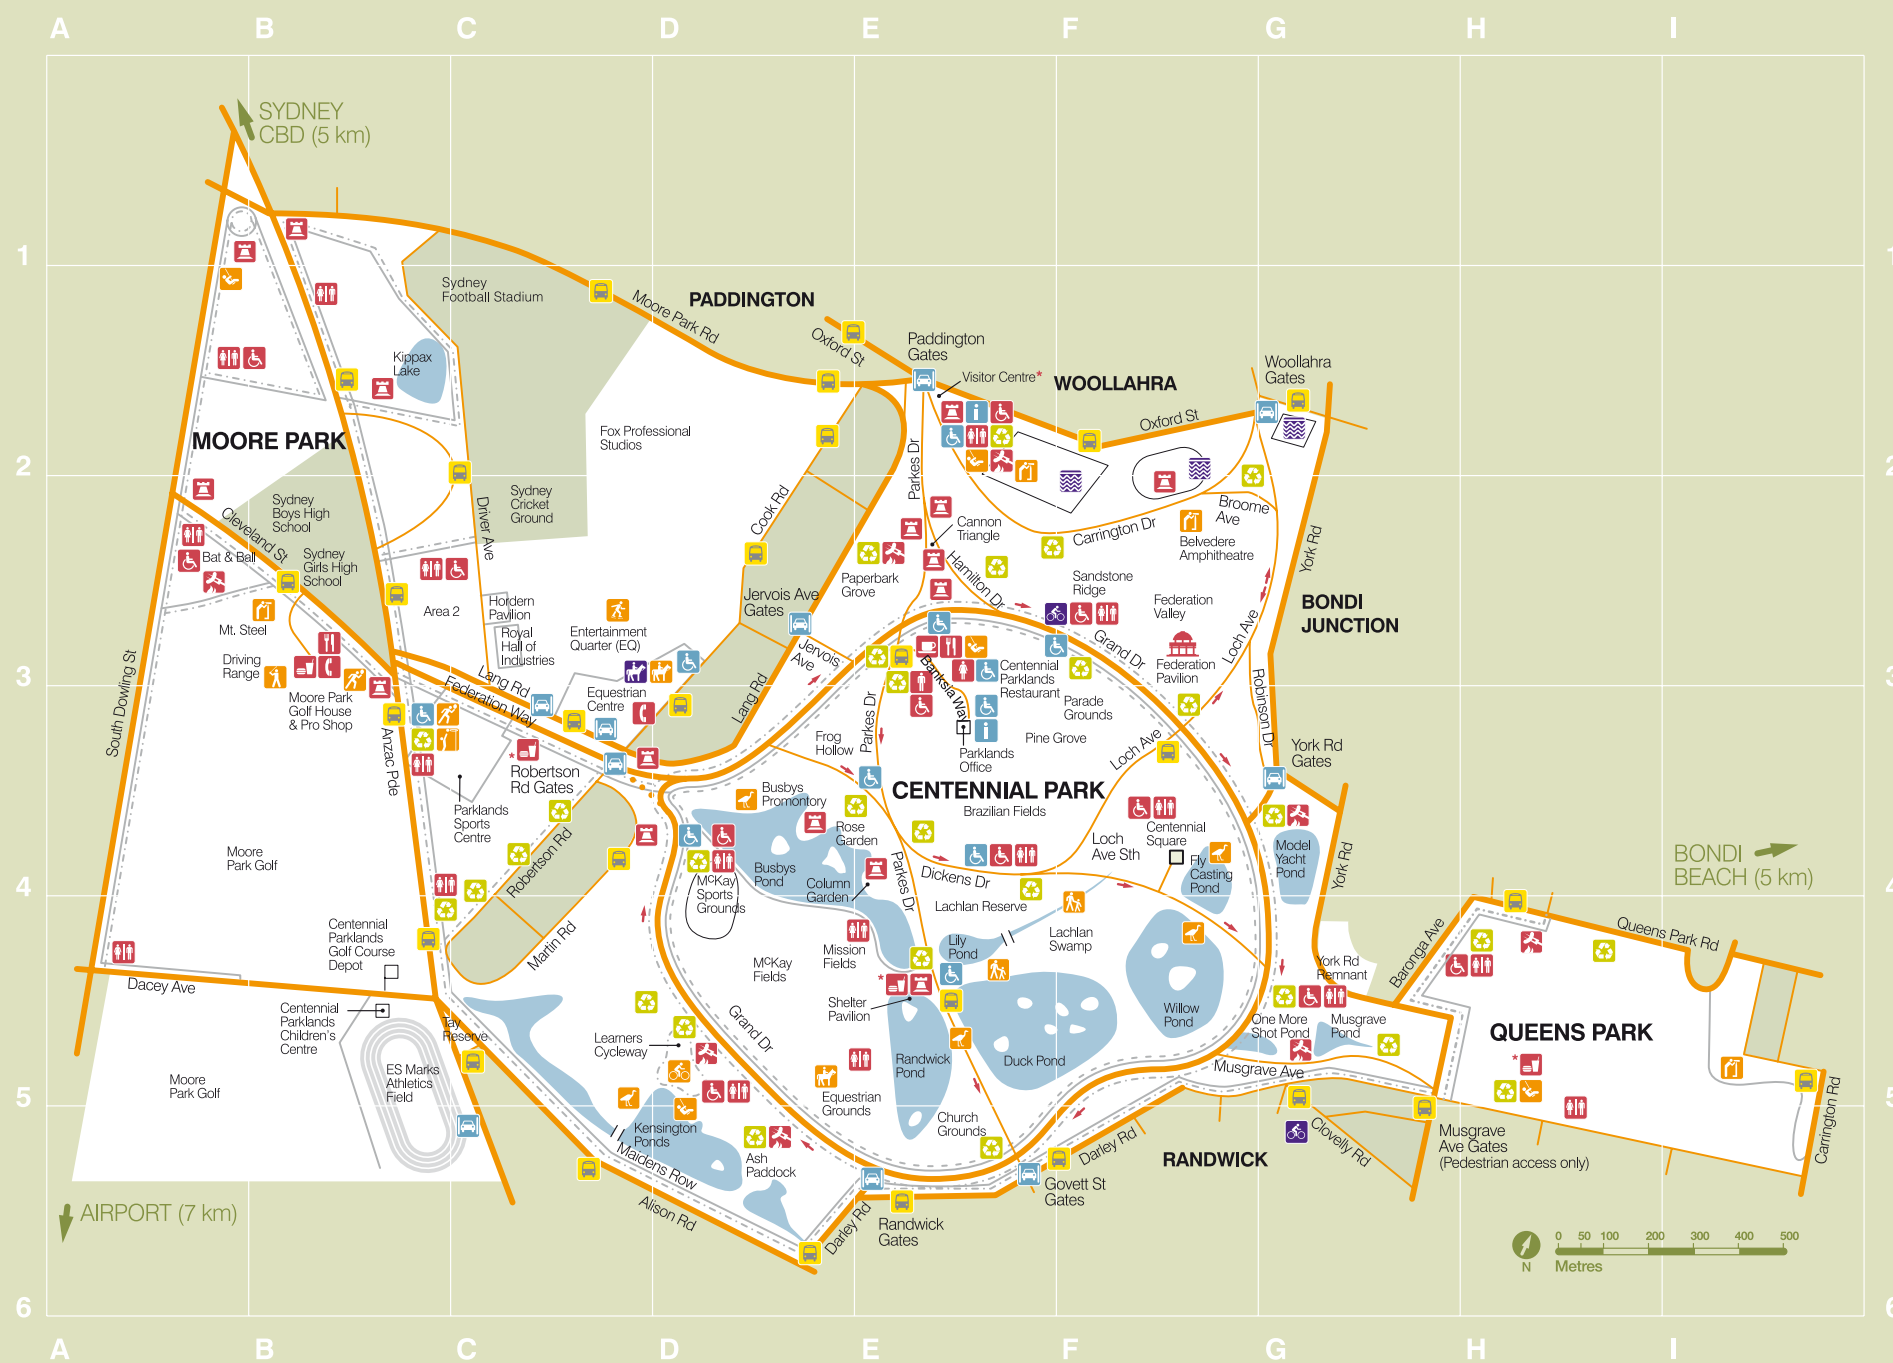 A B C D E F G H I
SYDNEY
CBD (5 km)
1
1
Sydney
Football Stadium
Moore Park Rd
PADDINGTON
Oxford St
Paddington
Gates
Visitor Centre*
WOOLLAHRA
Woollahra
Gates
Oxford St
Kippax
Lake
MOORE PARK
Fox Professional
Studios
2
2
Parkes Dr
Sydney
Boys High
School
Cleveland St
Sydney
Cricket
Ground
Driver Ave
Cook Rd
Cannon
Triangle
Carrington Dr
Broome
Ave
Belvedere
Amphitheatre
York Rd
Bat & Ball
Sydney
Girls High
School
Paperbark
Grove
Hamilton Dr
Sandstone
Ridge
Area 2
Hordern
Pavilion
Royal
Hall of
Industries
Jervois Ave
Gates
Federation
Valley
BONDI
JUNCTION
Mt. Steel
Entertainment
Quarter (EQ)
Jervois
Ave
Grand Dr
Loch Ave
Driving
Range
Federation
Pavilion
3
3
Banksia Way
Centennial
Parklands
Restaurant
South Dowling St
Moore Park
Golf House
& Pro Shop
Lang Rd
Federation Way
Equestrian
Centre
Lang Rd
Parkes Dr
Parade
Grounds
Robinson Dr
Anzac Pde
Frog
Hollow
Pine Grove
Parklands
Office
Loch Ave
York Rd
Gates
*
Robertson
Rd Gates
Busbys
Promontory
CENTENNIAL PARK
Brazilian Fields
Parklands
Sports
Centre
Rose
Garden
Centennial
Square
Loch
Ave Sth
Model
Yacht
Pond
York Rd
BONDI
BEACH (5 km)
Moore
Park Golf
Robertson Rd
Busbys
Pond
Column
Garden
Parkes Dr
Dickens Dr
Fly
Casting
Pond
4
4
McKay
Sports
Grounds
Lachlan Reserve
Centennial
Parklands
Golf Course
Depot
Martin Rd
Mission
Fields
Lily
Pond
Lachlan
Swamp
Baronga Ave
Queens Park Rd
McKay
Fields
York Rd
Remnant
Dacey Ave
*
Shelter
Pavilion
Centennial
Parklands
Children's
Centre
Tay
Reserve
Learners
Cycleway
Grand Dr
Willow
Pond
One More
Shot Pond
Musgrave
Pond
QUEENS PARK
*
Moore
Park Golf
ES Marks
Athletics
Field
Randwick
Pond
Duck Pond
Musgrave Ave
Equestrian
Grounds
5
5
Kensington
Ponds
Church
Grounds
Darley Rd
Clovelly Rd
Musgrave
Ave Gates
(Pedestrian access only)
Carrington Rd
Maidens Row
Ash
Paddock
RANDWICK
Govett St
Gates
AIRPORT (7 km)
Alison Rd
Darley Rd
Randwick
Gates
0 50 100 200 300 400 500
N
Metres
6
6
A B C D E F G H I